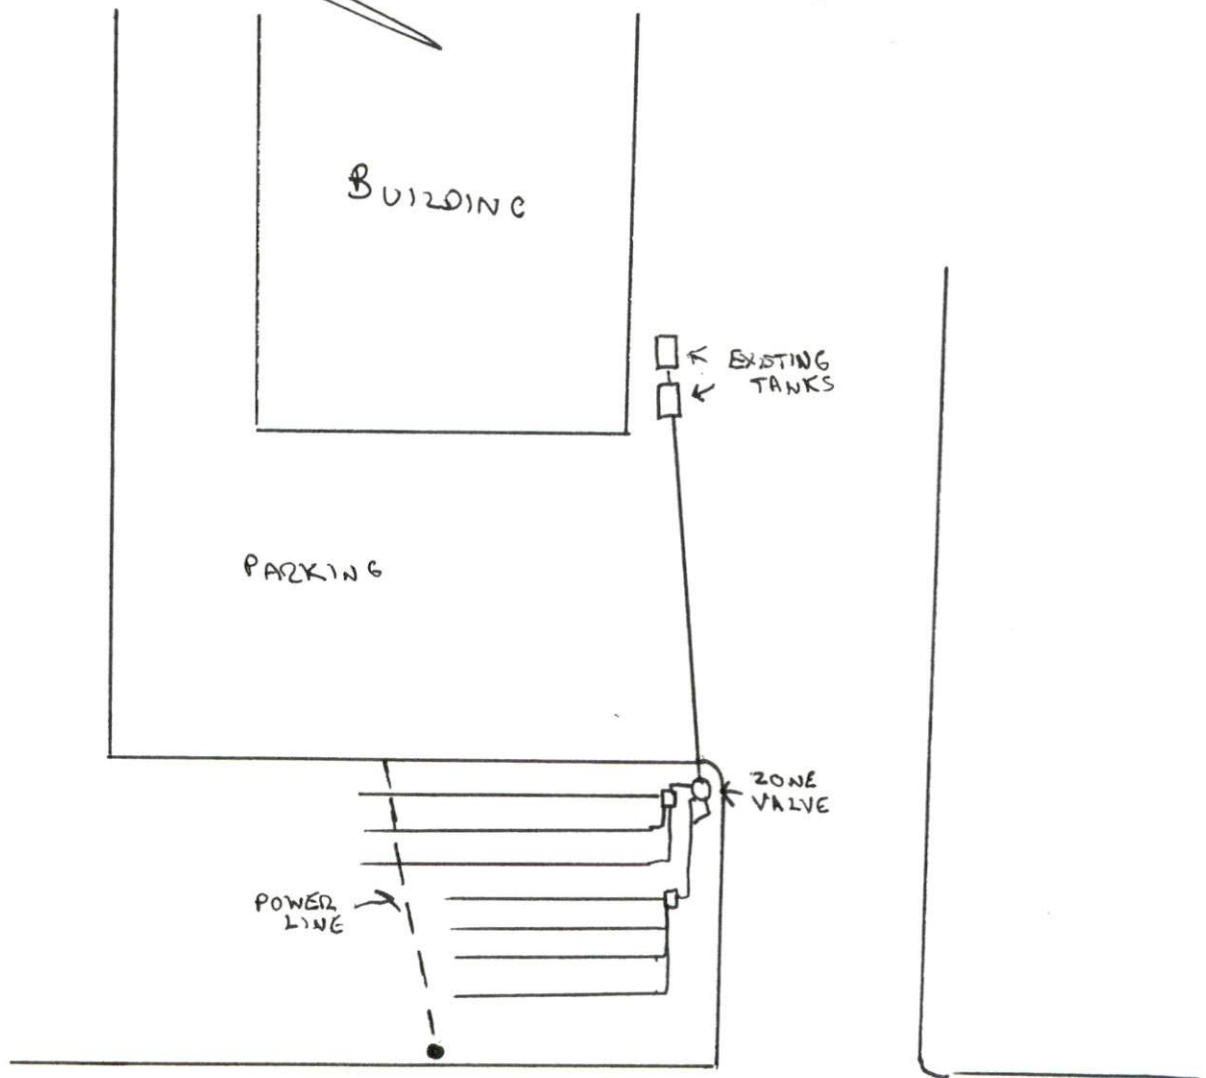 BUILDING
EXISTING
TANKS
PARKING
ZONE
VALVE
POWER
LINE